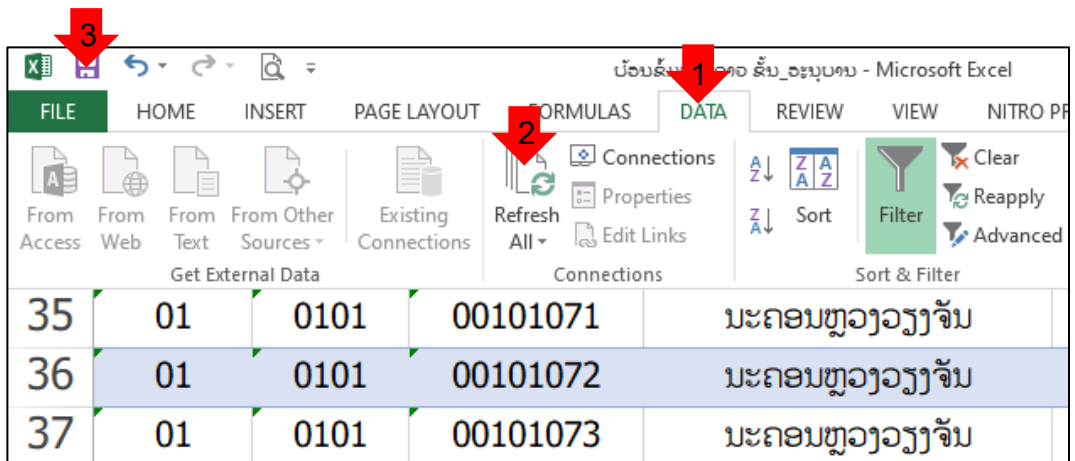 3
ປ້ອນຂໍ້ ລາວ ຂັ້ນ_ອະນຸບານ - Microsoft Excel
1
FILE HOME INSERT PAGE LAYOUT FORMULAS DATA REVIEW VIEW NITRO
2
Connections Clear
Properties Reapply
From From From From Other Existing Refresh Sort Filter
Access Web Text Sources Connections All Edit Links Advanced
Get External Data Connections Sort & Filter
35 01 0101 00101071 ນະຄອນຫຼວງວຽງຈັນ
36 01 0101 00101072 ນະຄອນຫຼວງວຽງຈັນ
37 01 0101 00101073 ນະຄອນຫຼວງວຽງຈັນ